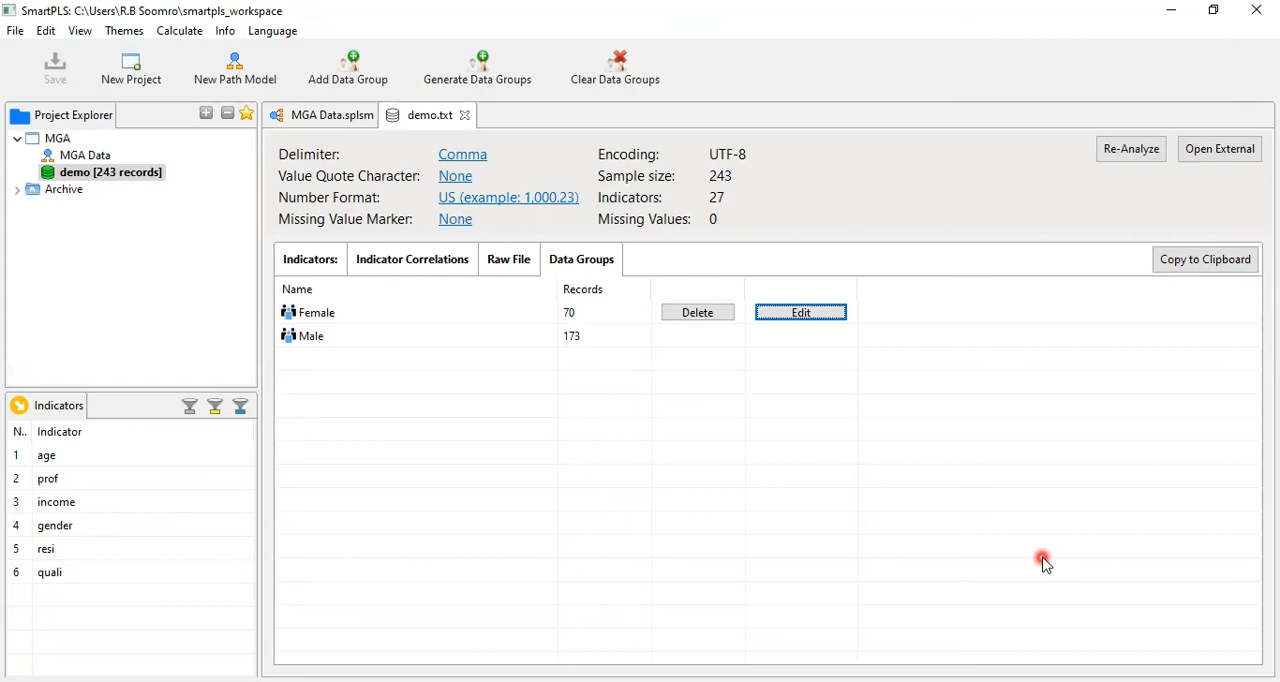 SmartPLS: C:\Users\R.B Soomro\smartpls_workspace
File Edit View Themes Calculate Info Language
Save New Project New Path Model Add Data Group Generate Data Groups Clear Data Groups
Project Explorer
MGA
MGA Data
demo [243 records]
Archive
MGA Data.splsm demo.txt
Delimiter: Comma Encoding: UTF-8
Value Quote Character: None Sample size: 243
Number Format: US (example: 1,000.23) Indicators: 27
Missing Value Marker: None Missing Values: 0
Re-Analyze Open External
Indicators: Indicator Correlations Raw File Data Groups Copy to Clipboard
Name Records
Female 70 Delete Edit
Male 173
Indicators
N.. Indicator
1 age
2 prof
3 income
4 gender
5 resi
6 quali